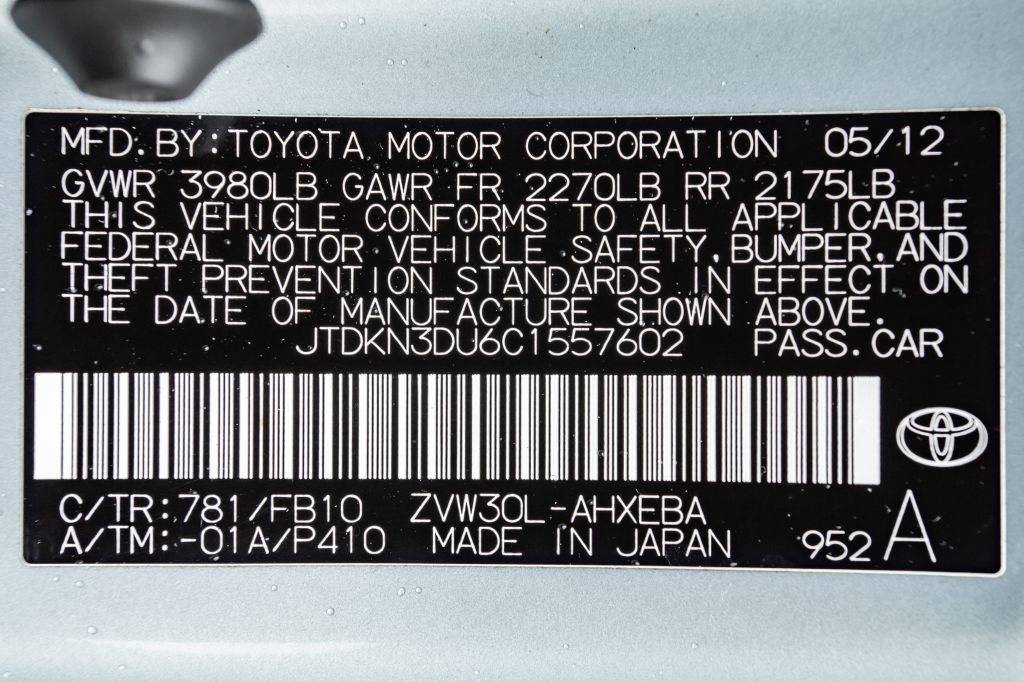 MFD. BY: TOYOTA MOTOR CORPORATION 05/12
GVWR 3980LB GAWR FR 2270LB RR 2175LB
THIS VEHICLE CONFORMS TO ALL APPLICABLE
FEDERAL MOTOR VEHICLE SAFETY, BUMPER, AND
THEFT PREVENTION STANDARDS IN EFFECT ON
THE DATE OF MANUFACTURE SHOWN ABOVE.
JTDKN3DU6C1557602 PASS. CAR
C/TR: 781/FB10 ZVW30L-AHXEBA
A/TM: -01A/P410 MADE IN JAPAN 952 A